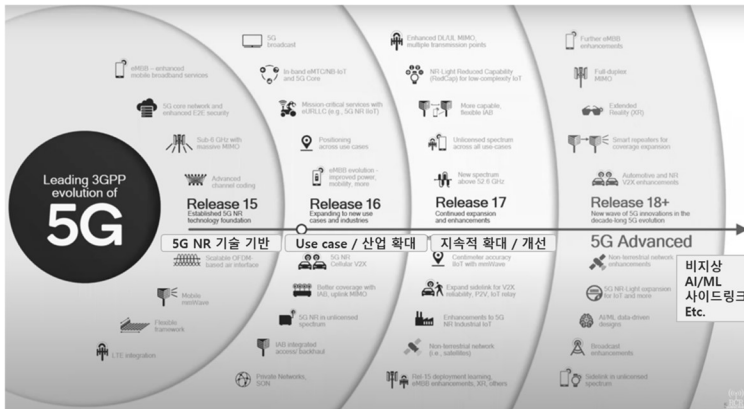 Leading 3GPP
evolution of
5G
eMBB – enhanced
mobile broadband services
5G core network and
enhanced E2E security
Sub-6 GHz with
massive MIMO
Advanced
channel coding
Release 15
Established 5G NR
technology foundation
5G NR 기술 기반
Scalable OFDM-
based air interface
Mobile
mmWave
Flexible
framework
LTE integration
5G
broadcast
In-band eMTC/NB-IoT
and 5G Core
Mission-critical services with
eURLLC (e.g., 5G NR IIoT)
Positioning
across use-cases
eMBB evolution -
improved power,
mobility, more
Release 16
Expanding to new use
cases and industries
Use case / 산업 확대
5G NR
Cellular V2X
Better coverage with
IAB, uplink MIMO
5G NR in unlicensed
spectrum
IAB integrated
access/ backhaul
Private Networks,
SON
Enhanced DL/UL MIMO,
multiple transmission points
NR-Light Reduced Capability
(RedCap) for low complexity IoT
More capable,
flexible IAB
Unlicensed spectrum
across all use-cases
New spectrum
above 52.6 GHz
Release 17
Continued expansion
and enhancements
지속적 확대 / 개선
Centimeter accuracy
IIoT with mmWave
Expand sidelink for V2X
reliability, P2V, IoT relay
Enhancements to 5G
NR Industrial IoT
Non-terrestrial network
(i.e., satellites)
Rel-15 deployment learning,
eMBB enhancements, XR, others
Further eMBB
enhancements
Full-duplex
MIMO
Extended
Reality (XR)
Smart repeaters for
coverage expansion
Automotive and NR
V2X enhancements
Release 18+
New wave of 5G innovations in the
decade-long 5G evolution
5G Advanced
Non-terrestrial network
enhancements
5G NR-Light expansion
for IoT and more
AI/ML data-driven
designs
Broadcast
enhancements
Sidelink in unlicensed
spectrum
비지상
AI/ML
사이드링크
Etc.